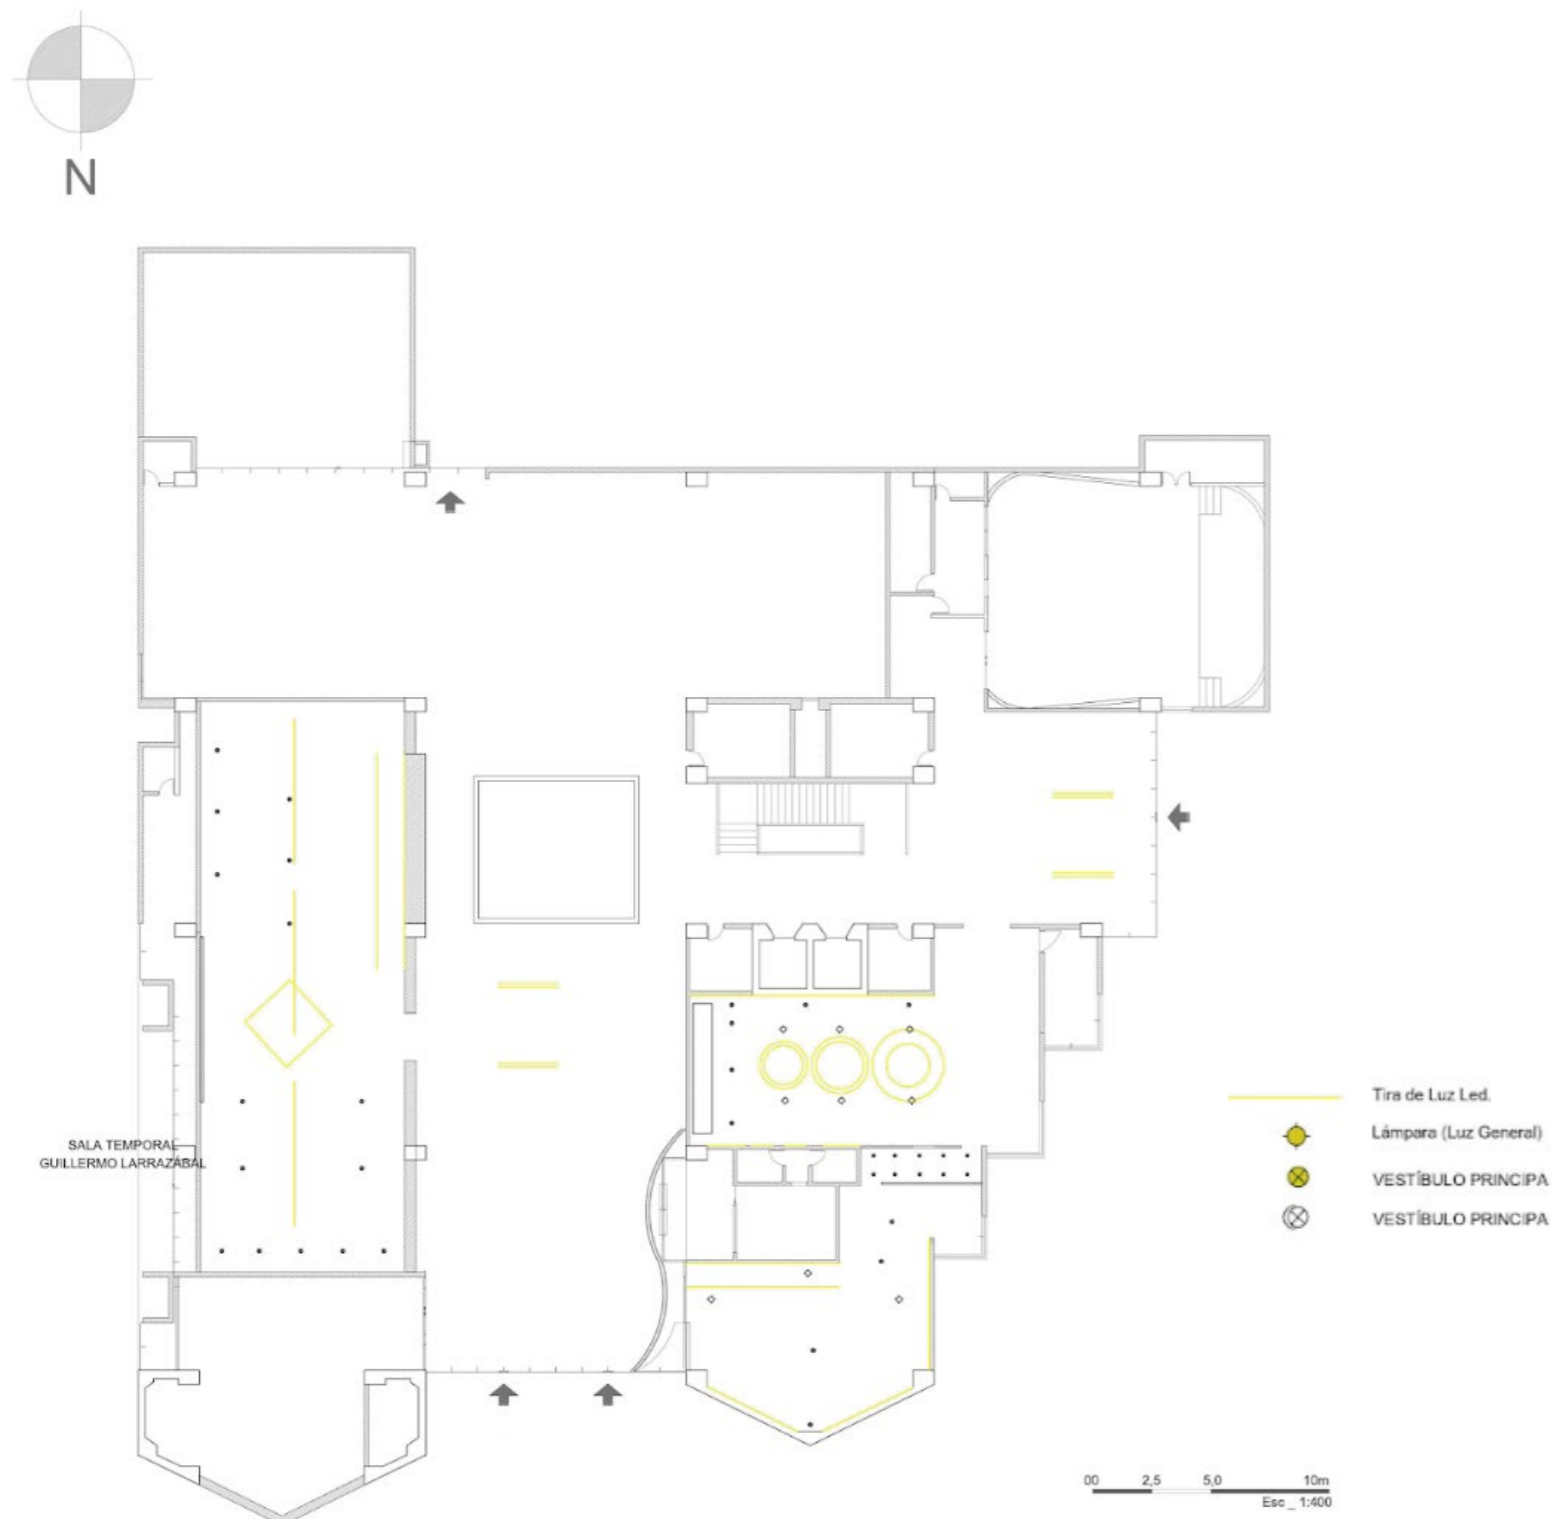 N
SALA TEMPORAL
GUILLERMO LARRAZÁBAL
Tira de Luz Led.
Lámpara (Luz General)
VESTÍBULO PRINCIPA
VESTÍBULO PRINCIPA
00 2,5 5,0 10m
Esc _ 1:400